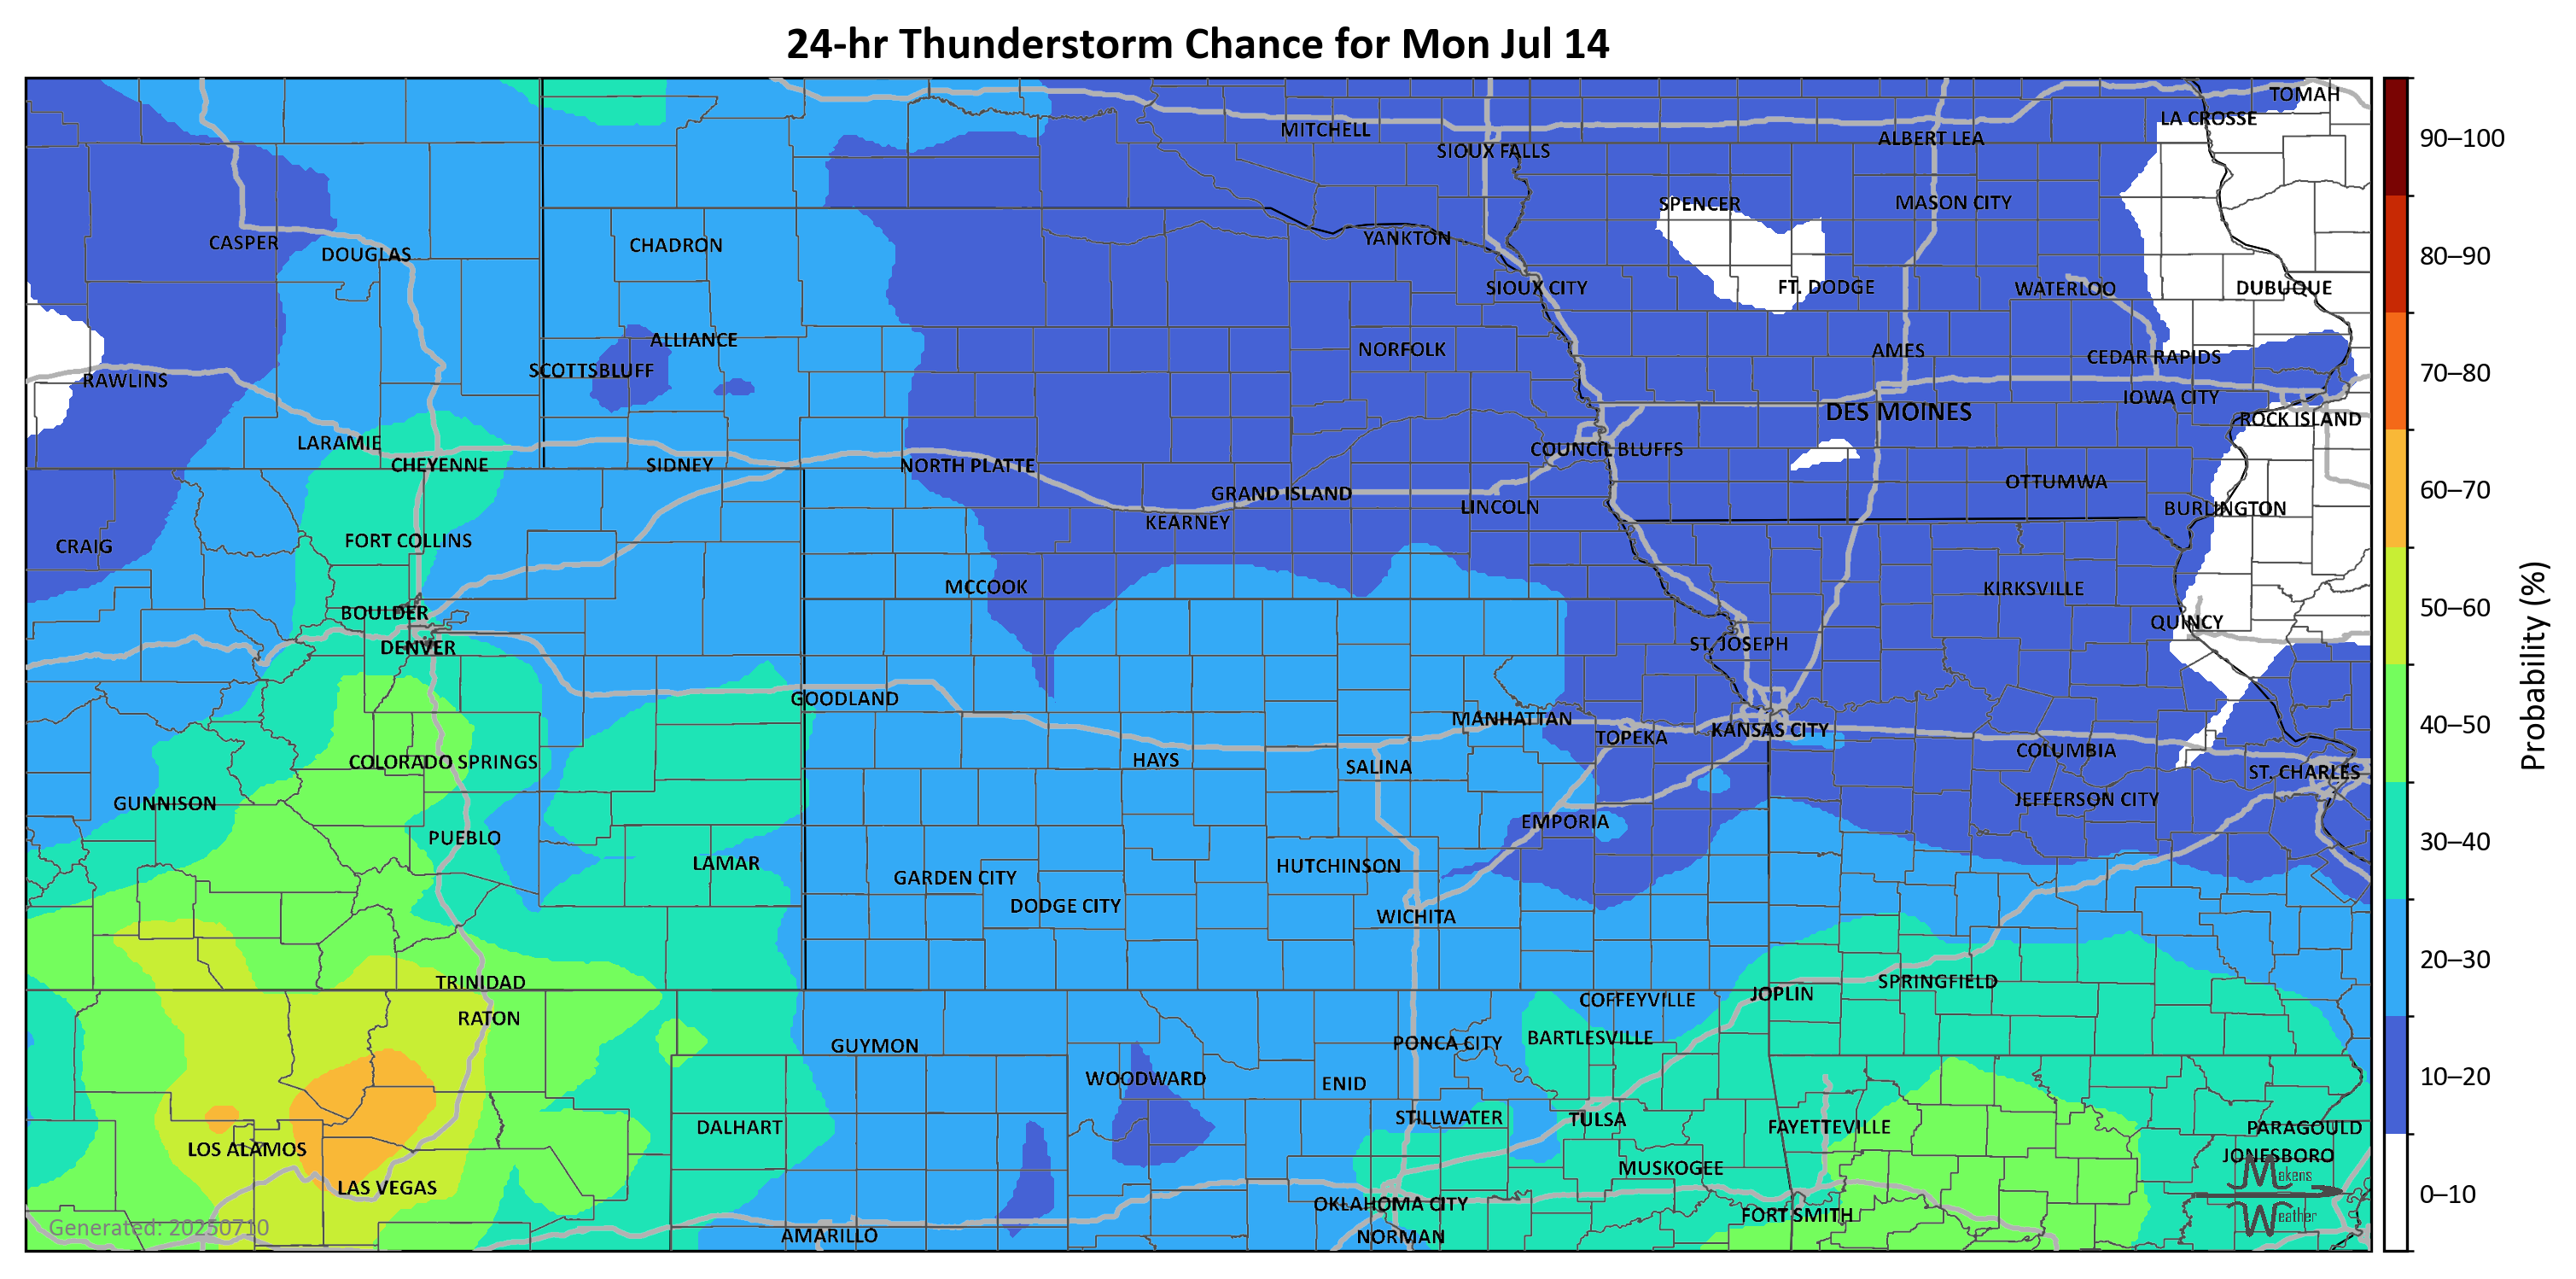 24-hr Thunderstorm Chance for Mon Jul 14
TOMAH
LA CROSSE
MITCHELL
ALBERT LEA
SIOUX FALLS
SPENCER
MASON CITY
CASPER
DOUGLAS
CHADRON
YANKTON
SIOUX CITY
FT. DODGE
WATERLOO
DUBUQUE
ALLIANCE
NORFOLK
AMES
CEDAR RAPIDS
RAWLINS
SCOTTSBLUFF
IOWA CITY
DES MOINES
ROCK ISLAND
LARAMIE
COUNCIL BLUFFS
CHEYENNE
SIDNEY
NORTH PLATTE
OTTUMWA
GRAND ISLAND
LINCOLN
BURLINGTON
KEARNEY
CRAIG
FORT COLLINS
MCCOOK
KIRKSVILLE
BOULDER
QUINCY
DENVER
ST. JOSEPH
GOODLAND
MANHATTAN
TOPEKA
KANSAS CITY
COLUMBIA
COLORADO SPRINGS
HAYS
SALINA
ST. CHARLES
GUNNISON
JEFFERSON CITY
PUEBLO
EMPORIA
LAMAR
HUTCHINSON
GARDEN CITY
DODGE CITY
WICHITA
TRINIDAD
SPRINGFIELD
JOPLIN
COFFEYVILLE
RATON
GUYMON
PONCA CITY
BARTLESVILLE
WOODWARD
ENID
STILLWATER
TULSA
DALHART
FAYETTEVILLE
PARAGOULD
LOS ALAMOS
JONESBORO
MUSKOGEE
LAS VEGAS
OKLAHOMA CITY
FORT SMITH
AMARILLO
NORMAN
Generated: 20250710
Makens
Weather
90–100
80–90
70–80
60–70
50–60
40–50
30–40
20–30
10–20
0–10
Probability (%)